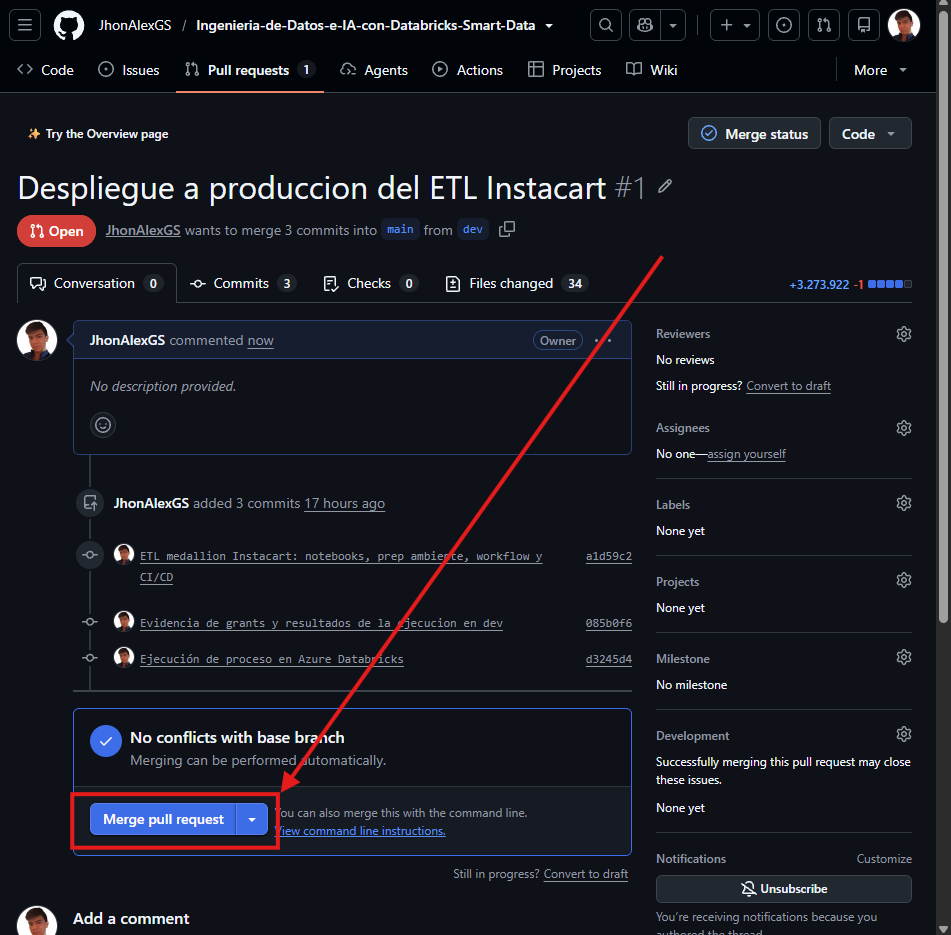 JhonAlexGS / Ingenieria-de-Datos-e-IA-con-Databricks-Smart-Data
Code Issues Pull requests 1 Agents Actions Projects Wiki More
Try the Overview page
Merge status Code
Despliegue a produccion del ETL Instacart #1
Open JhonAlexGS wants to merge 3 commits into main from dev
Conversation 0 Commits 3 Checks 0 Files changed 34 +3.273.922 -1
JhonAlexGS commented now Owner
No description provided.
JhonAlexGS added 3 commits 17 hours ago
ETL medallion Instacart: notebooks, prep ambiente, workflow y a1d59c2
CI/CD
Evidencia de grants y resultados de la ejecucion en dev 085b0f6
Ejecución de proceso en Azure Databricks d3245d4
No conflicts with base branch
Merging can be performed automatically.
Merge pull request You can also merge this with the command line.
View command line instructions.
Still in progress? Convert to draft
Add a comment
Reviewers
No reviews
Still in progress? Convert to draft
Assignees
No one—assign yourself
Labels
None yet
Projects
None yet
Milestone
No milestone
Development
Successfully merging this pull request may close
these issues.
None yet
Notifications Customize
Unsubscribe
You're receiving notifications because you
authored the thread.